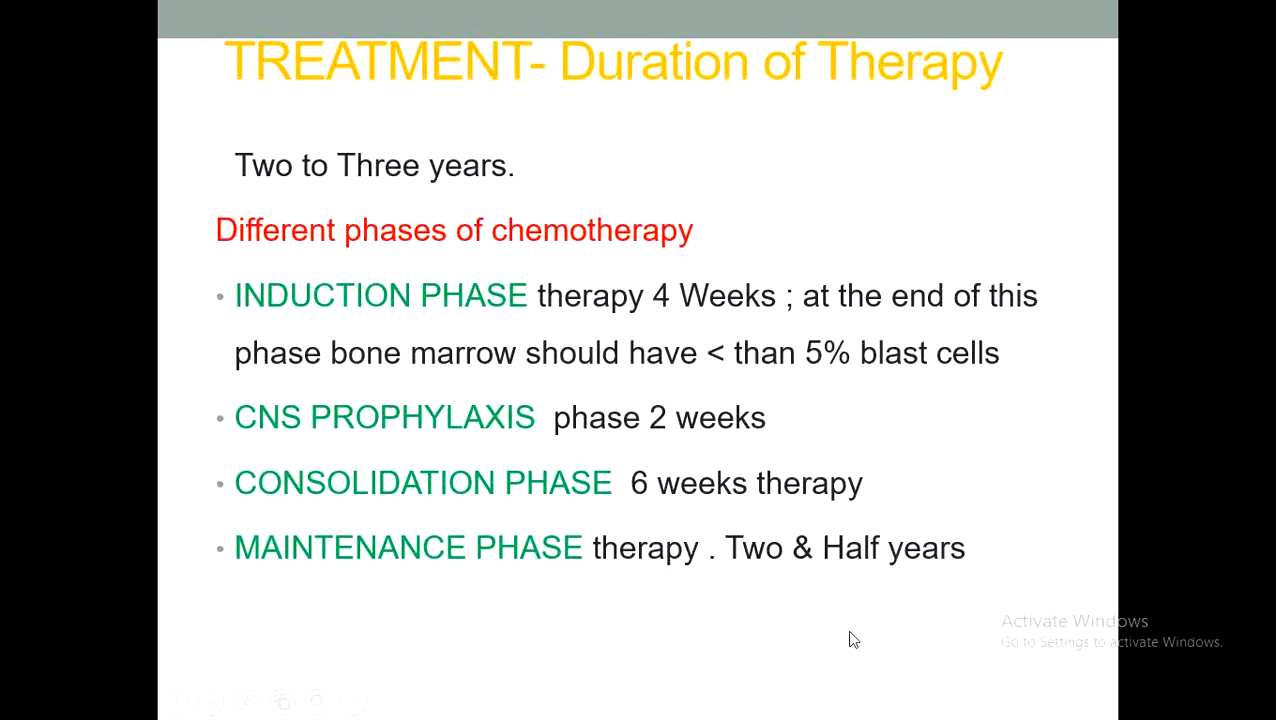 TREATMENT- Duration of Therapy
Two to Three years.
Different phases of chemotherapy
• INDUCTION PHASE therapy 4 Weeks ; at the end of this
phase bone marrow should have < than 5% blast cells
• CNS PROPHYLAXIS phase 2 weeks
• CONSOLIDATION PHASE 6 weeks therapy
• MAINTENANCE PHASE therapy . Two & Half years
Activate Windows
Go to Settings to activate Windows.